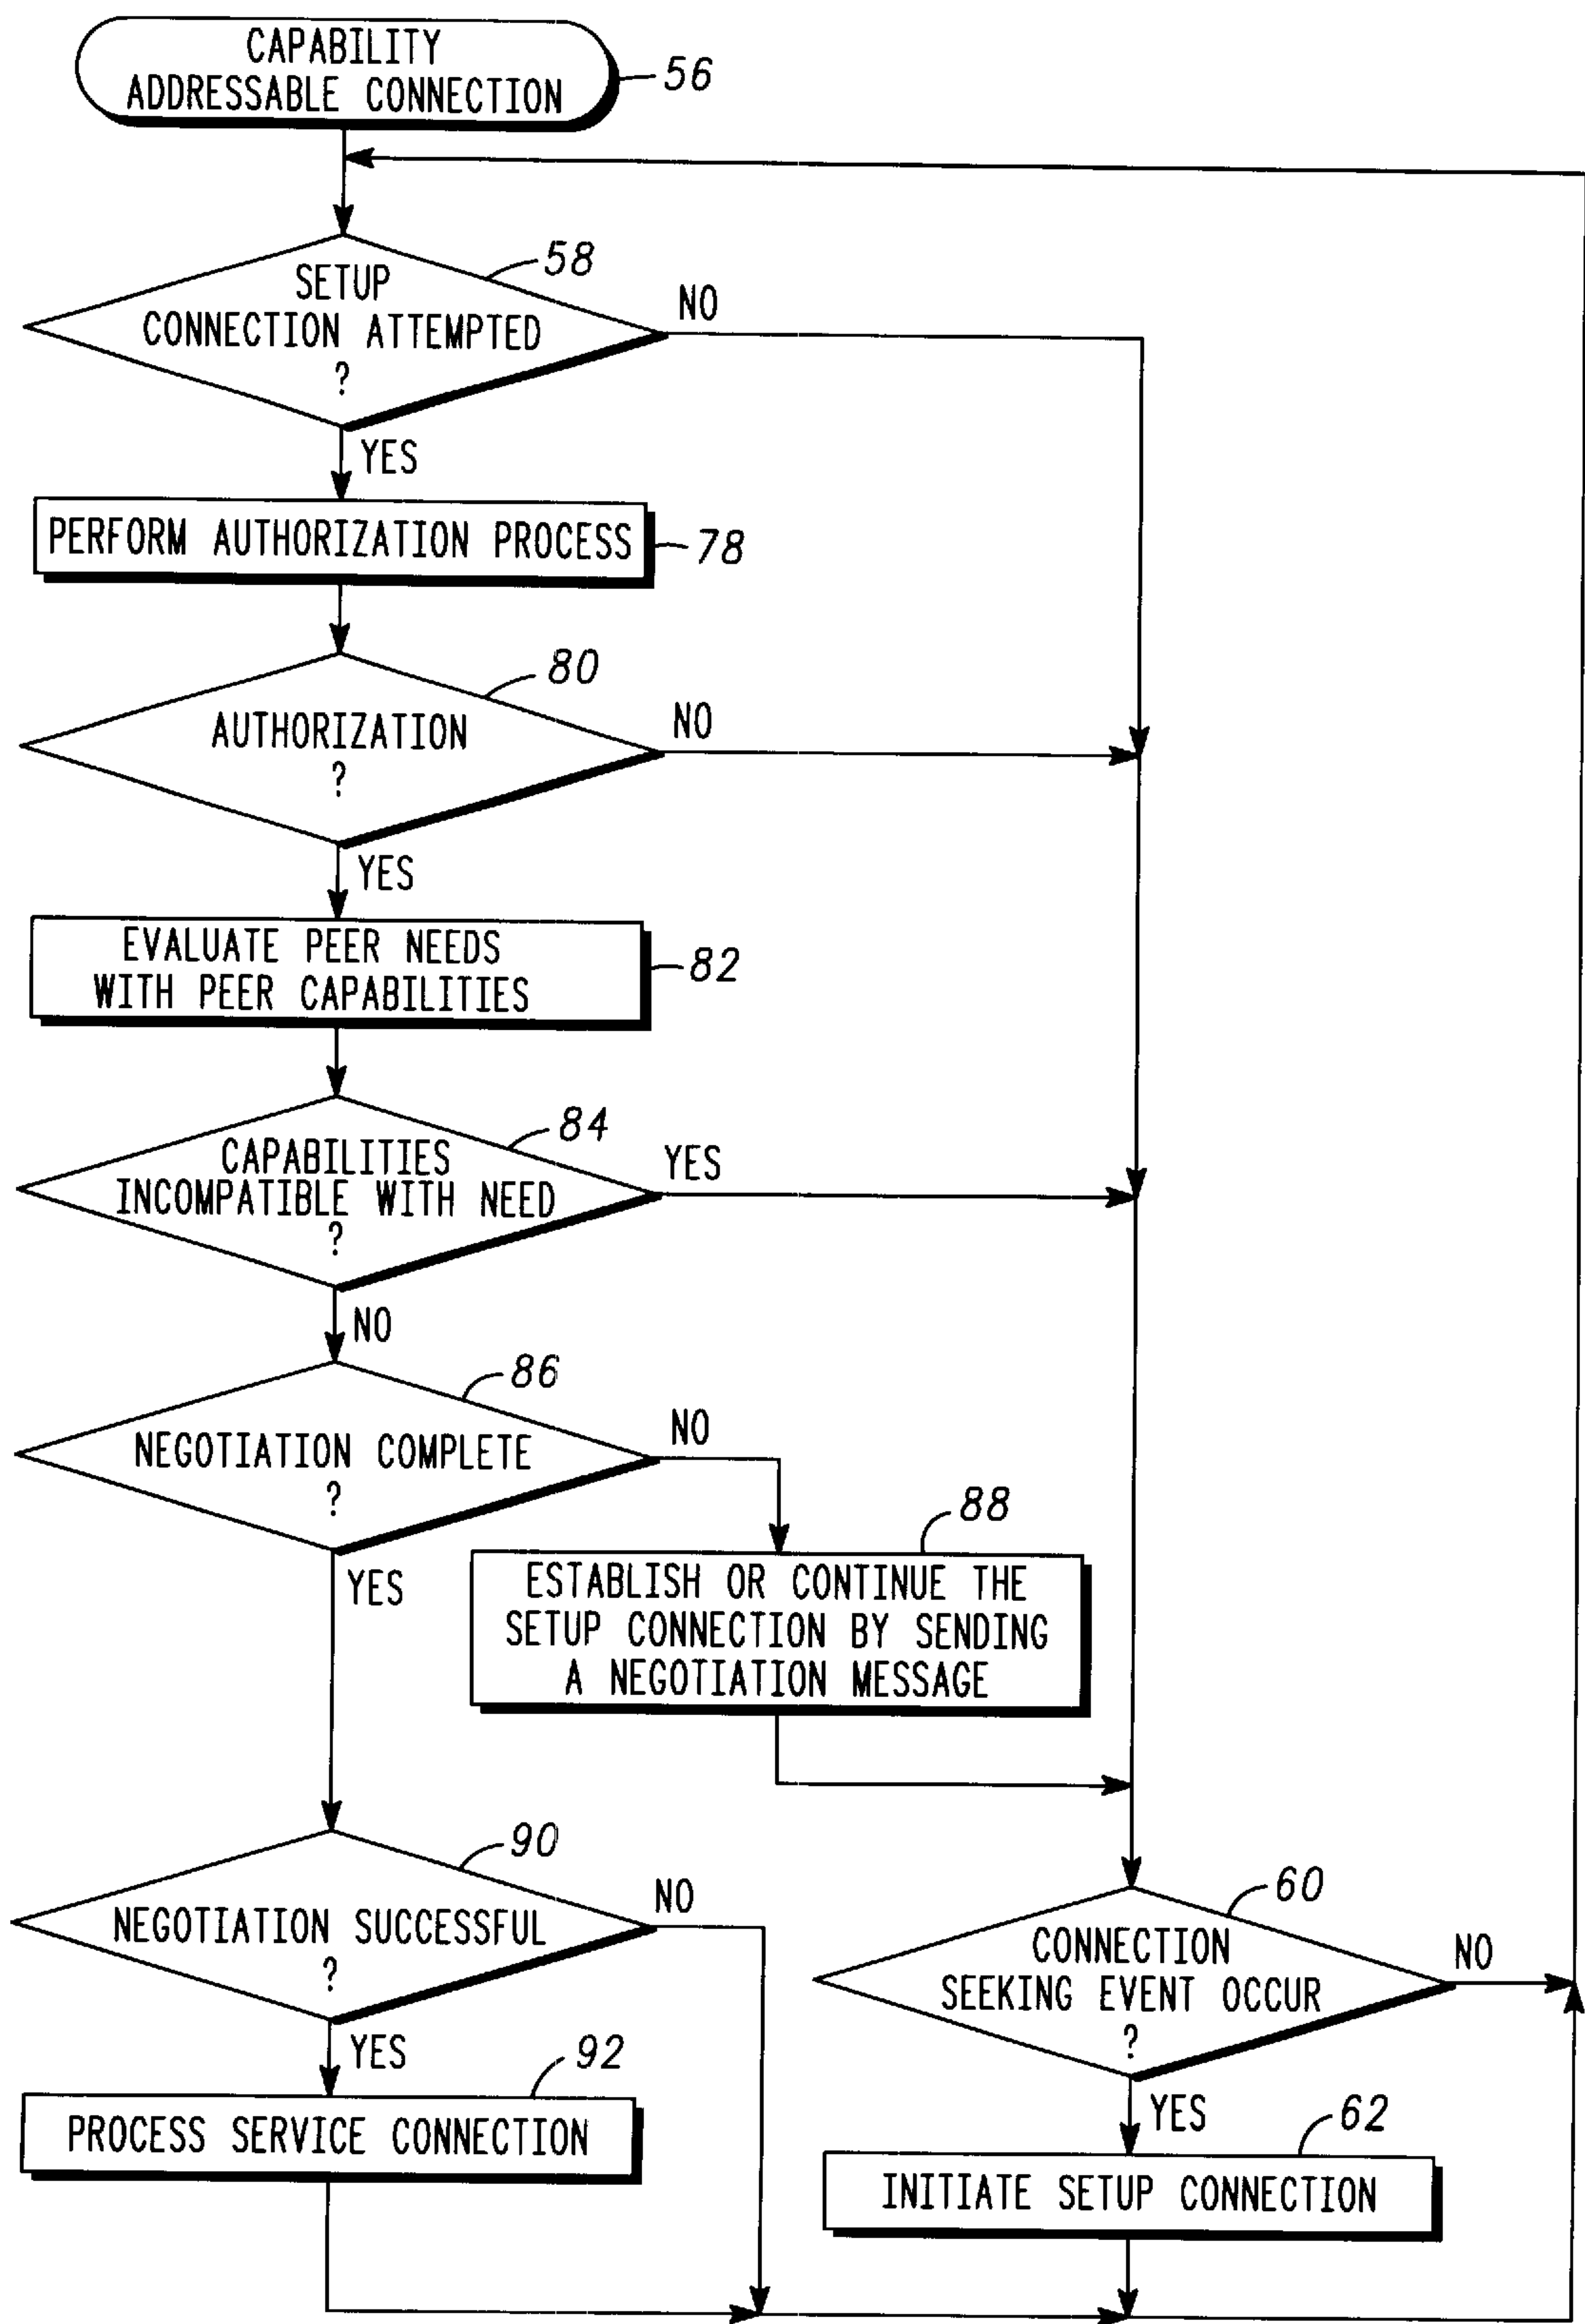 CAPABILITY
ADDRESSABLE CONNECTION
56
58
SETUP
CONNECTION ATTEMPTED
?
NO
YES
PERFORM AUTHORIZATION PROCESS
78
80
AUTHORIZATION
?
NO
YES
EVALUATE PEER NEEDS
WITH PEER CAPABILITIES
82
84
CAPABILITIES
INCOMPATIBLE WITH NEED
?
YES
NO
86
NEGOTIATION COMPLETE
?
NO
YES
88
ESTABLISH OR CONTINUE THE
SETUP CONNECTION BY SENDING
A NEGOTIATION MESSAGE
90
NEGOTIATION SUCCESSFUL
?
NO
YES
92
PROCESS SERVICE CONNECTION
60
CONNECTION
SEEKING EVENT OCCUR
?
NO
YES
62
INITIATE SETUP CONNECTION